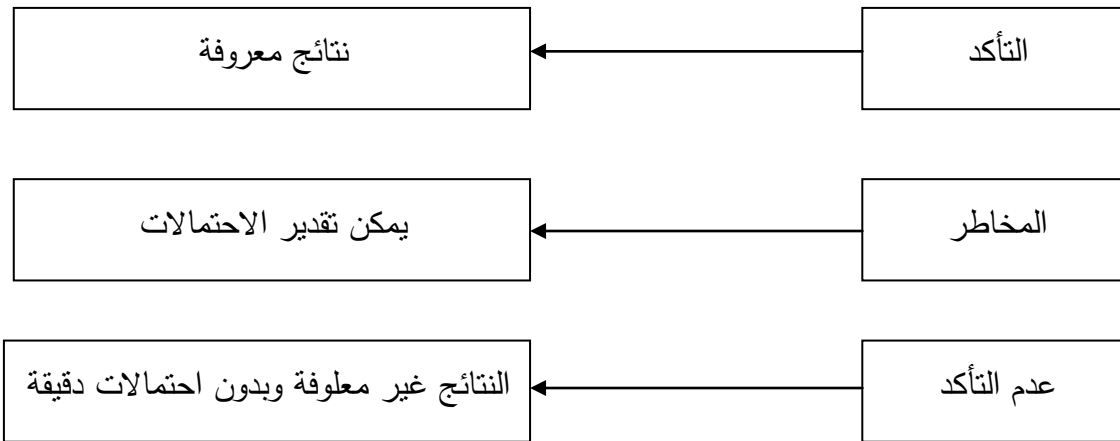 التأكد
نتائج معروفة
المخاطر
يمكن تقدير الاحتمالات
عدم التأكد
النتائج غير معلوفة وبدون احتمالات دقيقة